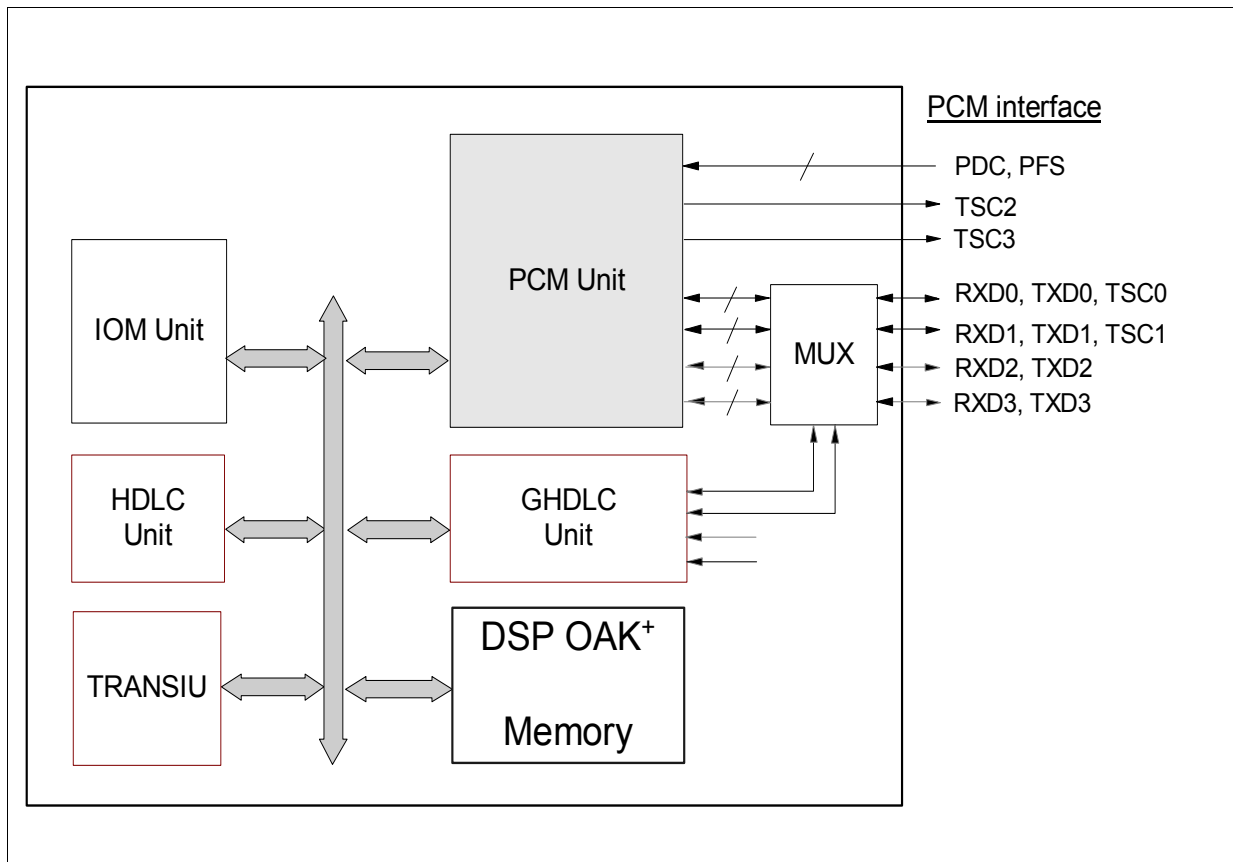 PCM interface
PDC, PFS
TSC2
TSC3
PCM Unit
RXD0, TXD0, TSC0
IOM Unit
RXD1, TXD1, TSC1
MUX
RXD2, TXD2
RXD3, TXD3
HDLC
Unit
GHDLC
Unit
DSP OAK⁺
TRANSIU
Memory